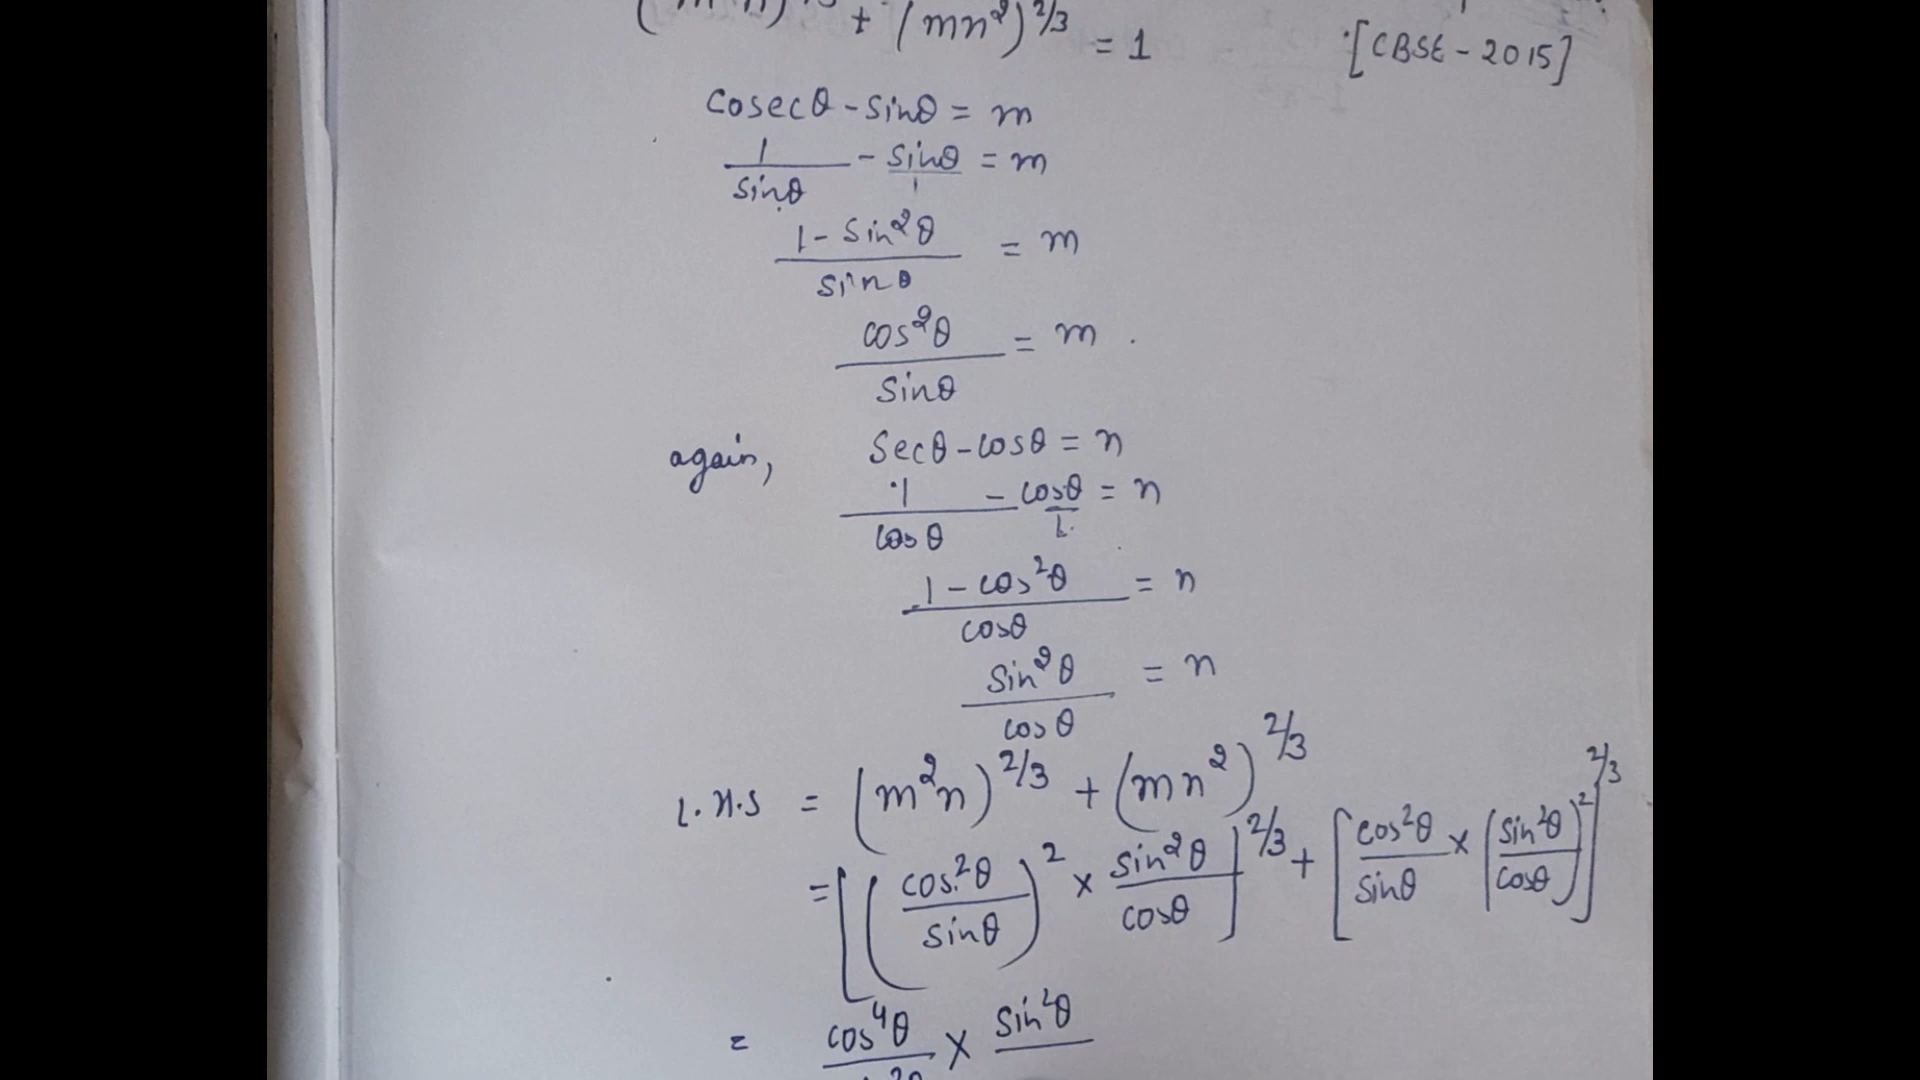 + (mn²)^2/3 = 1 [CBSE - 2015]
cosecθ - sinθ = m
1/sinθ - sinθ/1 = m
1 - sin²θ/sinθ = m
cos²θ/sinθ = m
again, secθ - cosθ = n
1/cosθ - cosθ/1 = n
1 - cos²θ/cosθ = n
sin²θ/cosθ = n
L.H.S = (m²n)^2/3 + (mn²)^2/3
= [(cos²θ/sinθ)² × sin²θ/cosθ]^2/3 + [cos²θ/sinθ × (sin²θ/cosθ)²]^2/3
= cos⁴θ × sin²θ